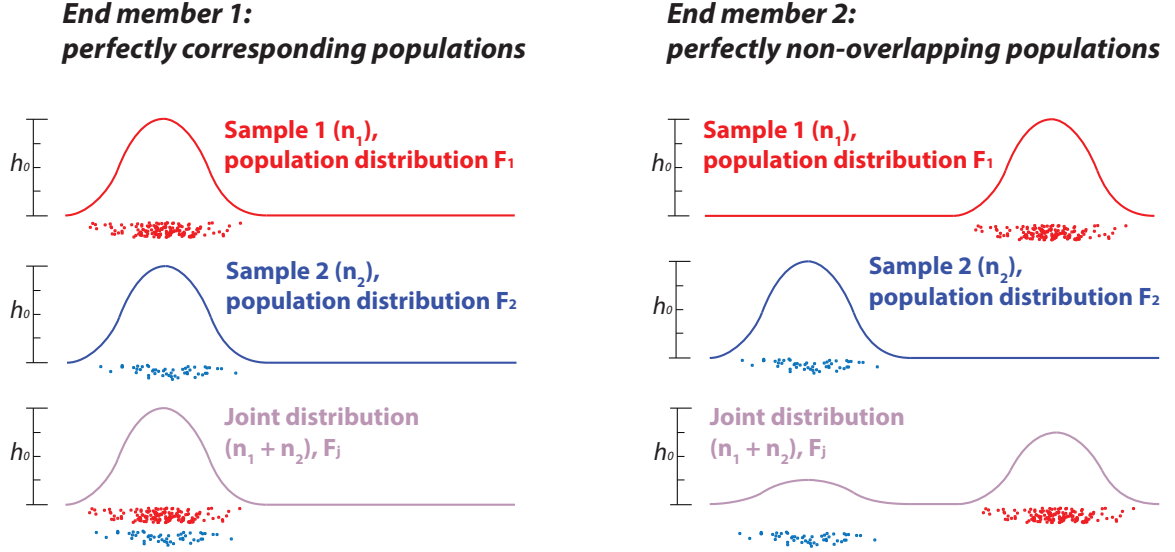 End member 1:
perfectly corresponding populations
Sample 1 (n₁),
population distribution F₁
h₀
Sample 2 (n₂),
population distribution F₂
h₀
Joint distribution
(n₁ + n₂), Fⱼ
h₀
End member 2:
perfectly non-overlapping populations
Sample 1 (n₁),
population distribution F₁
h₀
Sample 2 (n₂),
population distribution F₂
h₀
Joint distribution
(n₁ + n₂), Fⱼ
h₀